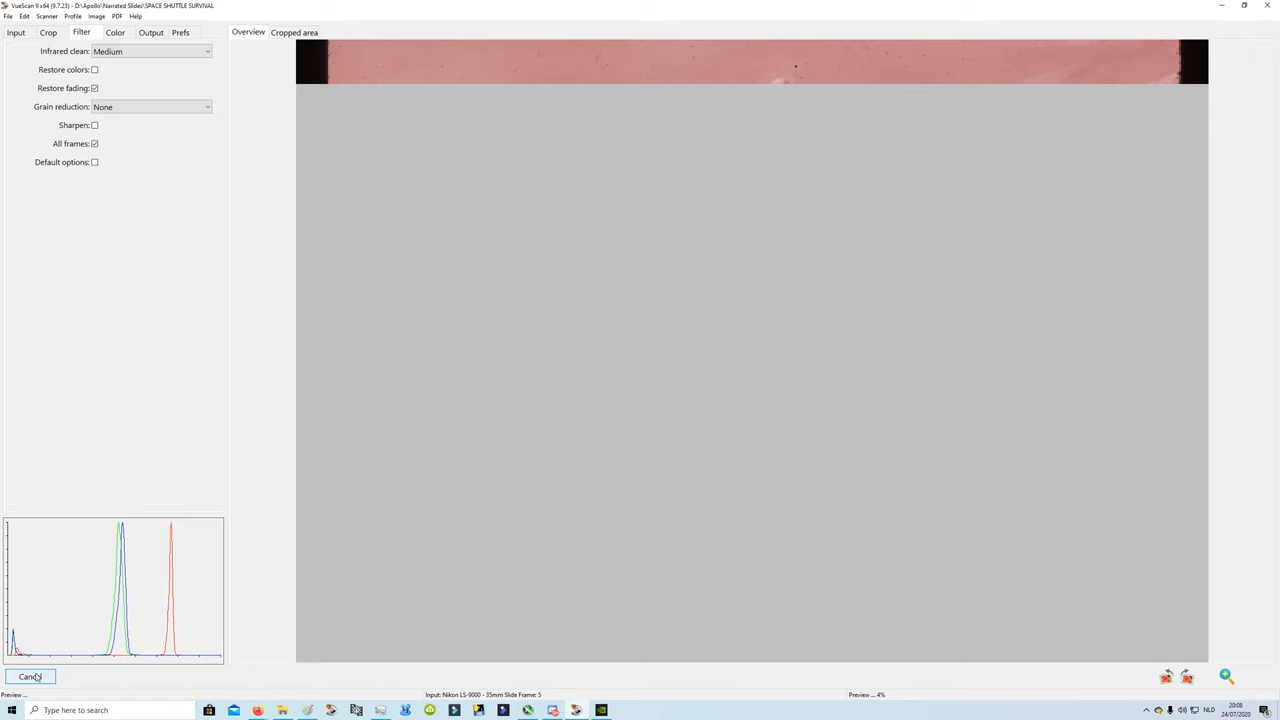 VueScan 9 x64 (9.7.23) - D:\Apollo\Narrated Slides\SPACE SHUTTLE SURVIVAL
File Edit Scanner Profile Image PDF Help
Input Crop Filter Color Output Prefs Overview Cropped area
Infrared clean: Medium
Restore colors:
Restore fading:
Grain reduction: None
Sharpen:
All frames:
Default options:
Cancel
Preview ... Input: Nikon LS-9000 - 35mm Slide Frame: 5 Preview ... 4%
Type here to search
NLD
20:08
24/07/2020